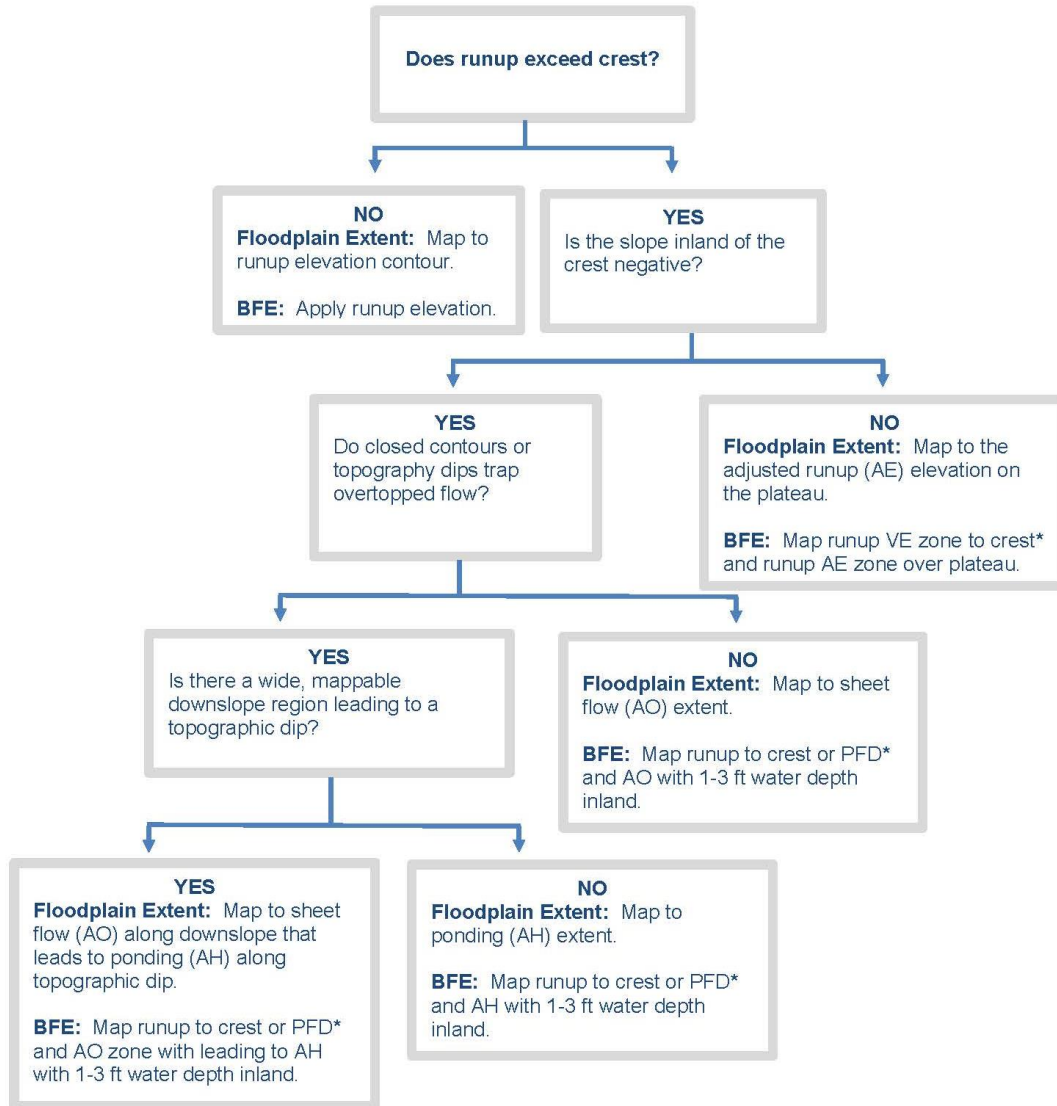 Does runup exceed crest?
NO
Floodplain Extent: Map to
runup elevation contour.
BFE: Apply runup elevation.
YES
Is the slope inland of the
crest negative?
YES
Do closed contours or
topography dips trap
overtopped flow?
NO
Floodplain Extent: Map to the
adjusted runup (AE) elevation on
the plateau.
BFE: Map runup VE zone to crest*
and runup AE zone over plateau.
YES
Is there a wide, mappable
downslope region leading to a
topographic dip?
NO
Floodplain Extent: Map to sheet
flow (AO) extent.
BFE: Map runup to crest or PFD*
and AO with 1-3 ft water depth
inland.
YES
Floodplain Extent: Map to sheet
flow (AO) along downslope that
leads to ponding (AH) along
topographic dip.
BFE: Map runup to crest or PFD*
and AO zone with leading to AH
with 1-3 ft water depth inland.
NO
Floodplain Extent: Map to
ponding (AH) extent.
BFE: Map runup to crest or PFD*
and AH with 1-3 ft water depth
inland.